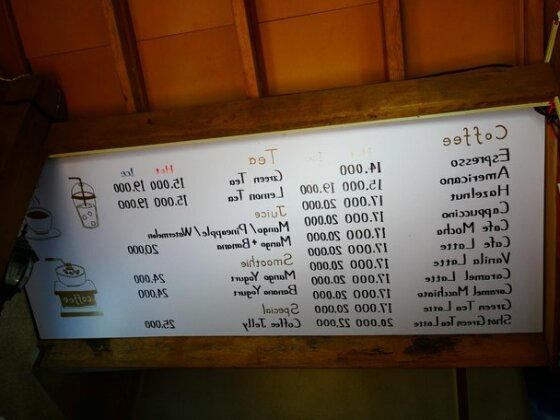 Coffee
Hot Ice
Espresso 14.000
Americano 15.000 19.000
Hazelnut 17.000 20.000
Cappucino 17.000 20.000
Cafe Mocha 17.000 20.000
Cafe Latte 17.000 20.000
Vanila Latte 17.000 20.000
Caramel Latte 17.000 20.000
Caramel Macchiato 17.000 20.000
Green Tea Latte 17.000 20.000
Shot Green Tea Latte 20.000 22.000
Tea Hot Ice
Green Tea 15.000 19.000
Lemon Tea 15.000 19.000
Juice
Mango / Pineapple / Watermelon
Mango + Banana 20.000
Smoothie
Mango Yogurt 24.000
Banana Yogurt 24.000
Special
Coffee Jelly 25.000
coffee